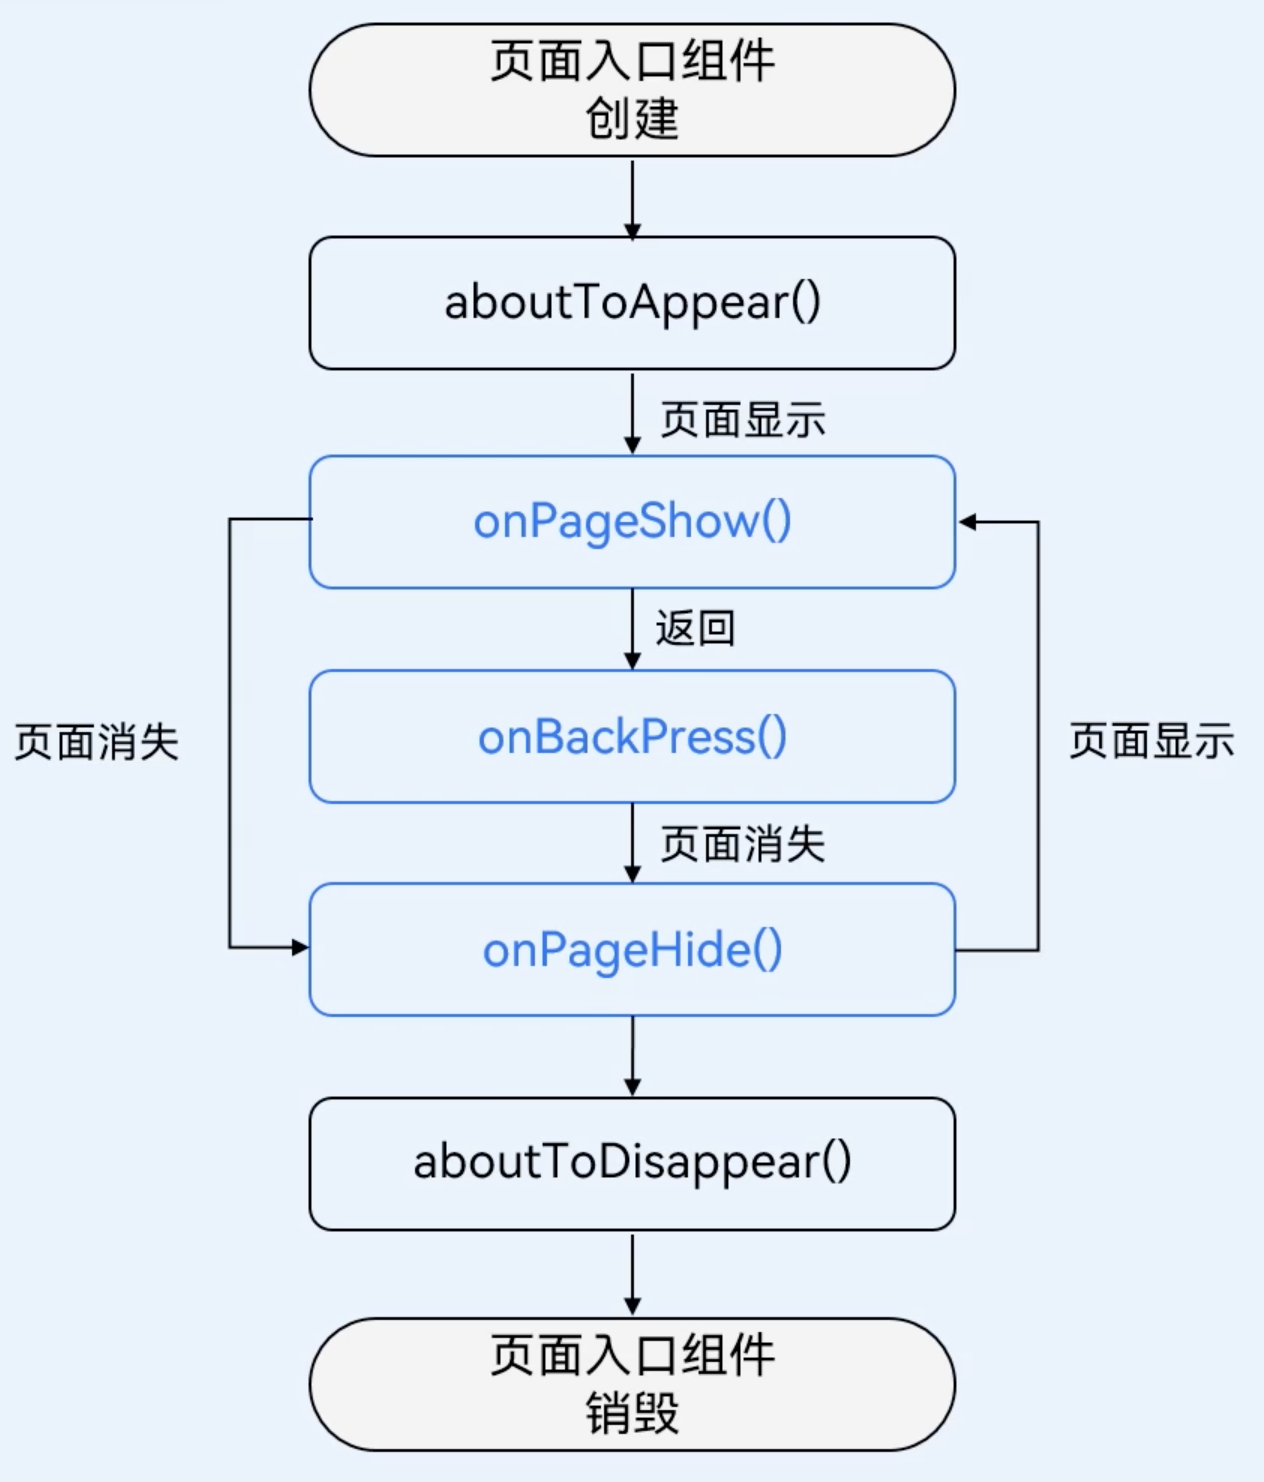 页面入口组件
创建
aboutToAppear()
页面显示
onPageShow()
返回
onBackPress()
页面消失
页面显示
页面消失
onPageHide()
aboutToDisappear()
页面入口组件
销毁